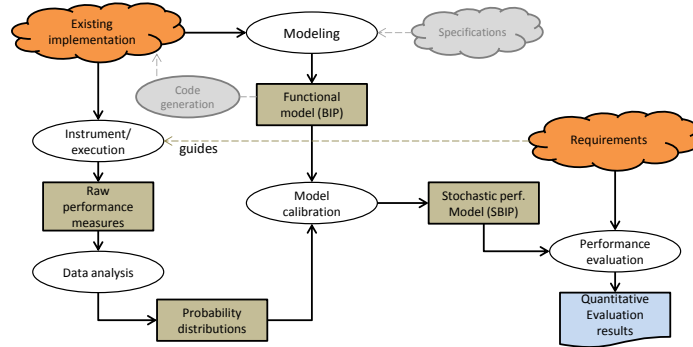 Existing
implementation
Modeling
Specifications
Code
generation
Functional
model (BIP)
Instrument/
execution
guides
Requirements
Raw
performance
measures
Model
calibration
Stochastic perf.
Model (SBIP)
Data analysis
Performance
evaluation
Probability
distributions
Quantitative
Evaluation
results